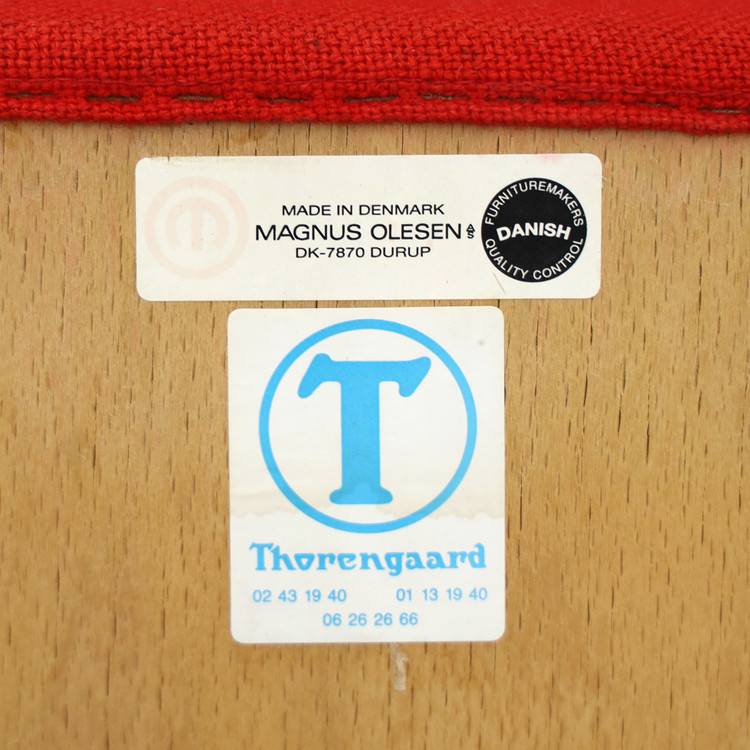 MADE IN DENMARK
MAGNUS OLESEN A/S
DK-7870 DURUP
FURNITUREMAKERS
DANISH
QUALITY CONTROL
T
Thorengaard
02 43 19 40 01 13 19 40
06 26 26 66